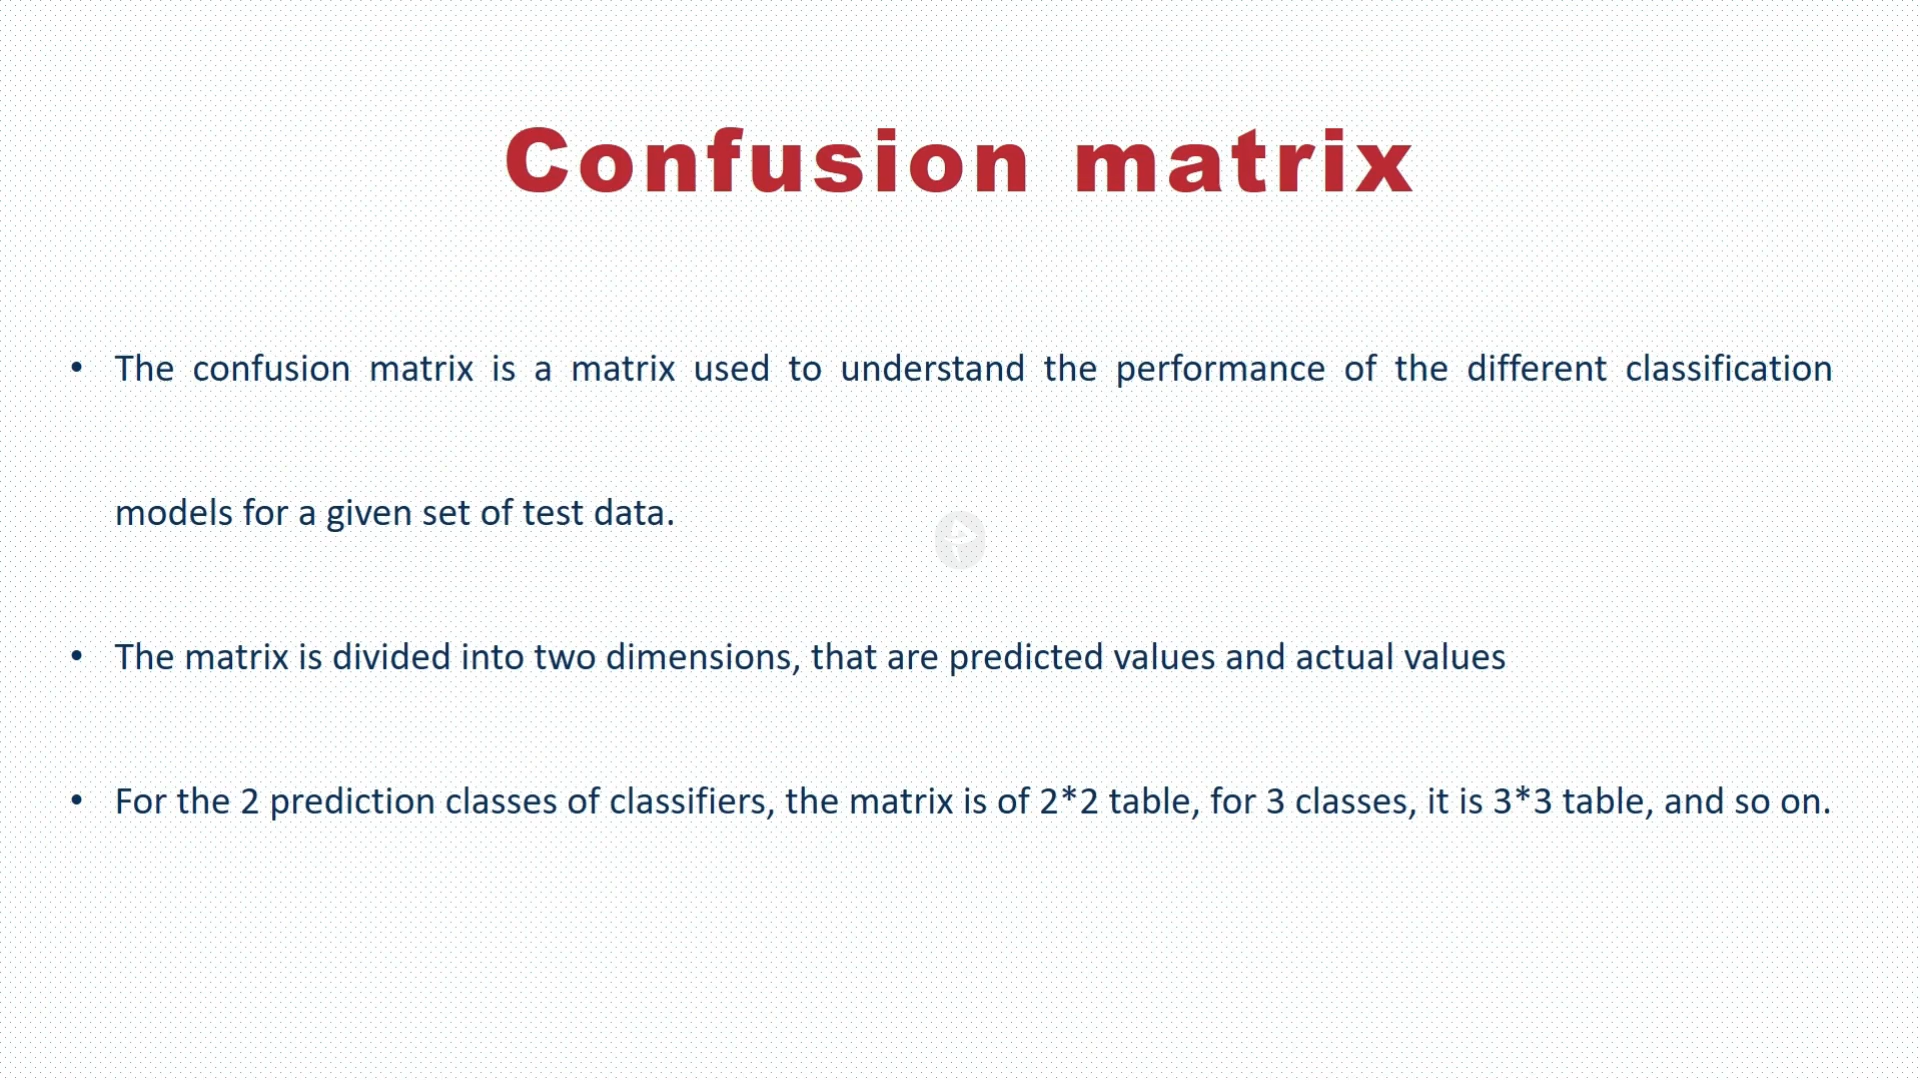 Confusion matrix
• The confusion matrix is a matrix used to understand the performance of the different classification
models for a given set of test data.
• The matrix is divided into two dimensions, that are predicted values and actual values
• For the 2 prediction classes of classifiers, the matrix is of 2*2 table, for 3 classes, it is 3*3 table, and so on.